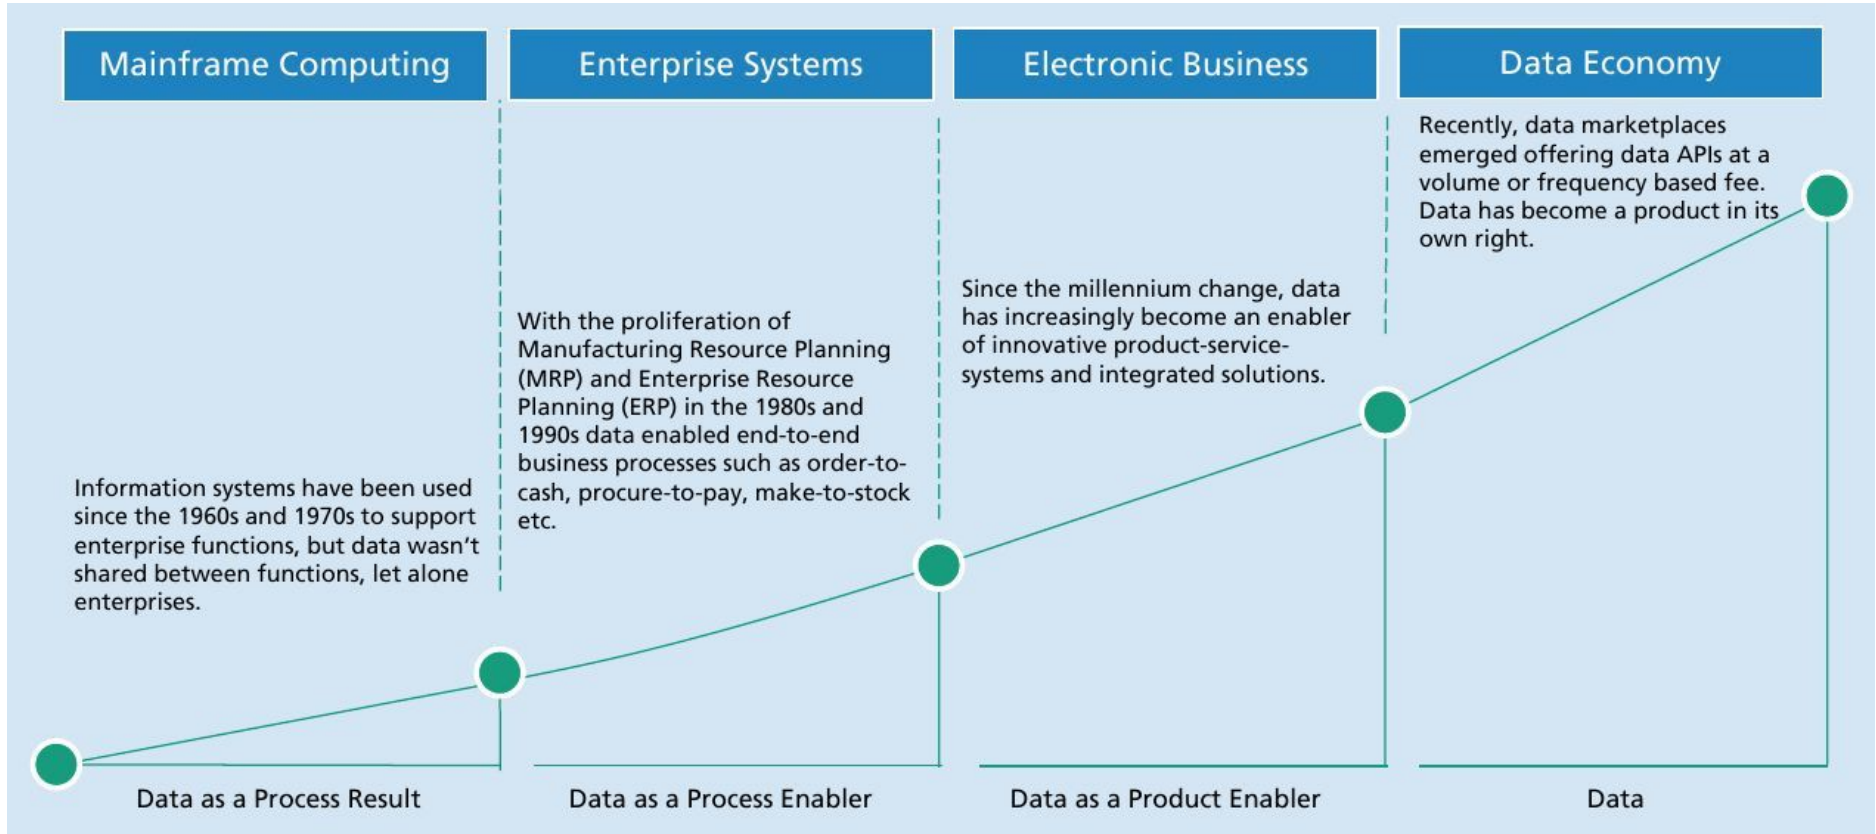 Mainframe Computing
Enterprise Systems
Electronic Business
Data Economy
Information systems have been used
since the 1960s and 1970s to support
enterprise functions, but data wasn't
shared between functions, let alone
enterprises.
With the proliferation of
Manufacturing Resource Planning
(MRP) and Enterprise Resource
Planning (ERP) in the 1980s and
1990s data enabled end-to-end
business processes such as order-to-
cash, procure-to-pay, make-to-stock
etc.
Since the millennium change, data
has increasingly become an enabler
of innovative product-service-
systems and integrated solutions.
Recently, data marketplaces
emerged offering data APIs at a
volume or frequency based fee.
Data has become a product in its
own right.
Data as a Process Result
Data as a Process Enabler
Data as a Product Enabler
Data